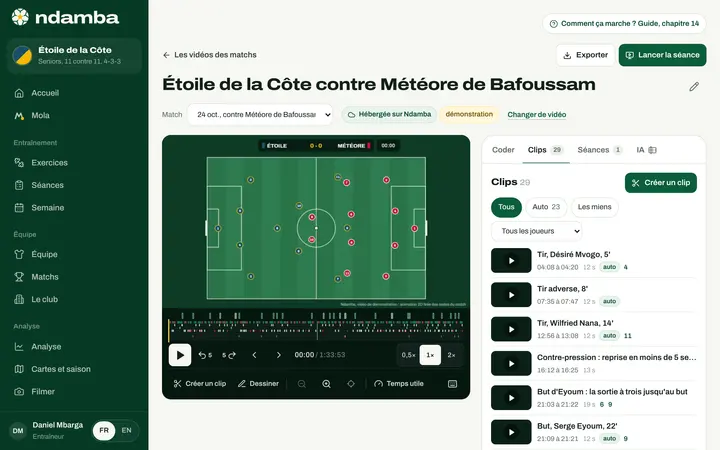 ndamba
Étoile de la Côte
Seniors, 11 contre 11, 4-3-3
Accueil
Mola
Entraînement
Exercices
Séances
Semaine
Équipe
Équipe
Matchs
Le club
Analyse
Analyse
Cartes et saison
Filmer
DM
Daniel Mbarga
Entraîneur
FR EN
Comment ça marche ? Guide, chapitre 14
Les vidéos des matchs
Exporter
Lancer la séance
Étoile de la Côte contre Météore de Bafoussam
Match
24 oct., contre Météore de Bafoussar
Hébergée sur Ndamba
démonstration
Changer de vidéo
ÉTOILE 0-0 MÉTÉORE 00:00
5 5 00:00 / 1:33:53 0,5× 1× 2×
Créer un clip Dessiner Temps utile
Coder Clips 29 Séances 1 IA
Clips 29
Créer un clip
Tous Auto 23 Les miens
Tous les joueurs
Tir, Désiré Mvogo, 5'
04:08 à 04:20 12 s auto 4
Tir adverse, 8'
07:35 à 07:47 12 s auto
Tir, Wilfried Nana, 14'
12:56 à 13:08 12 s auto 11
Contre-pression : reprise en moins de 5 se...
16:12 à 16:25 13 s
But d'Eyoum : la sortie à trois jusqu'au but
21:03 à 21:22 19 s 6 9
But, Serge Eyoum, 22'
21:09 à 21:21 12 s auto 9